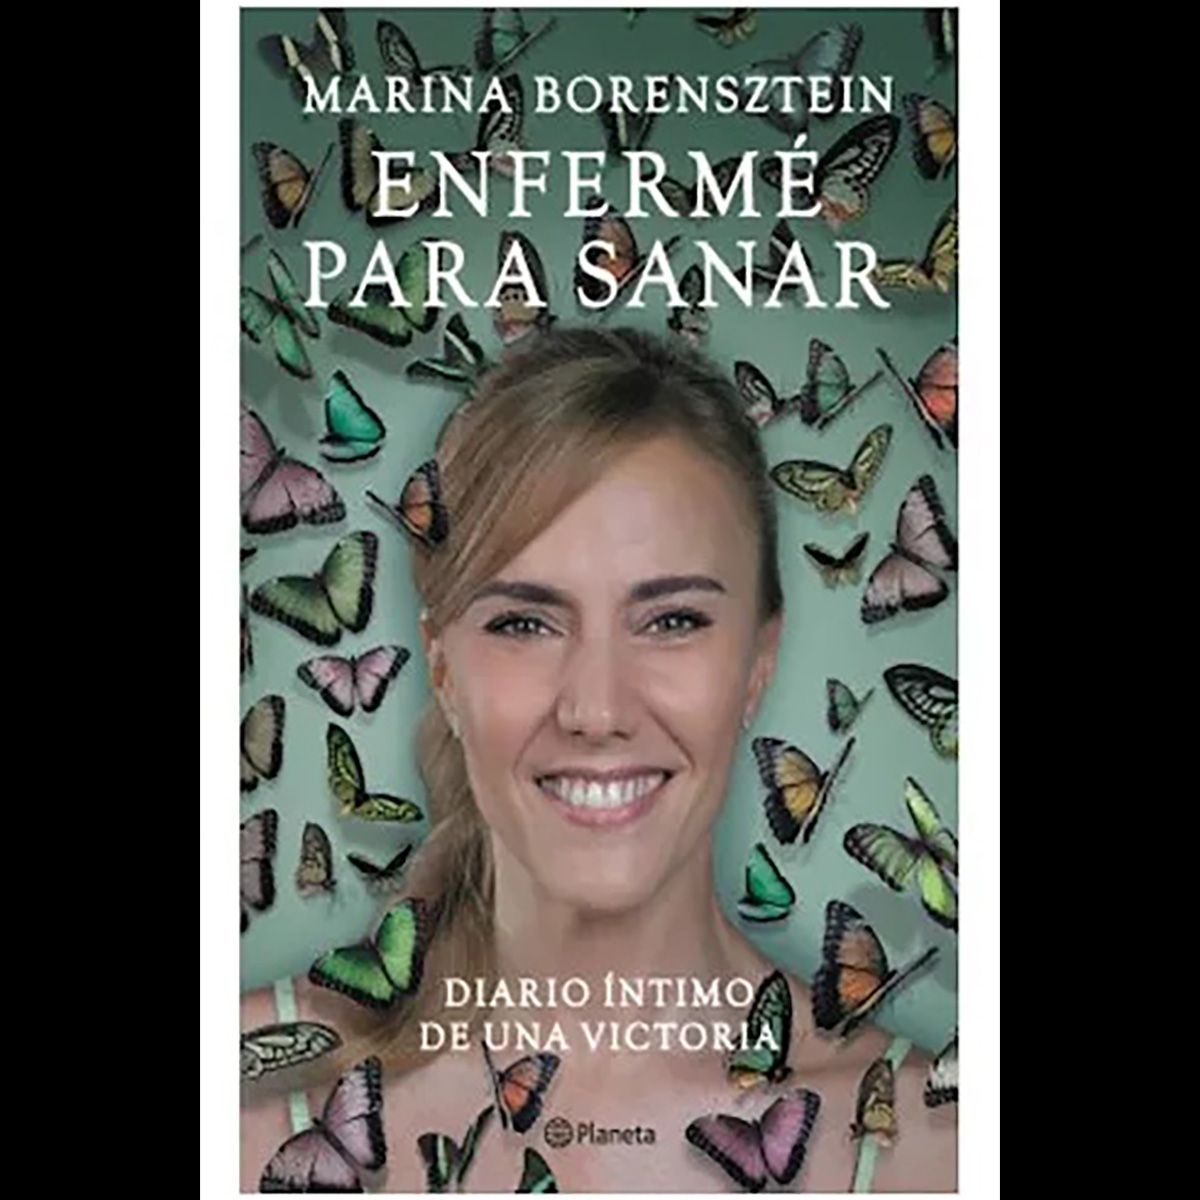 MARINA BORENSZTEIN
ENFERMÉ
PARA SANAR
DIARIO ÍNTIMO
DE UNA VICTORIA
Planeta